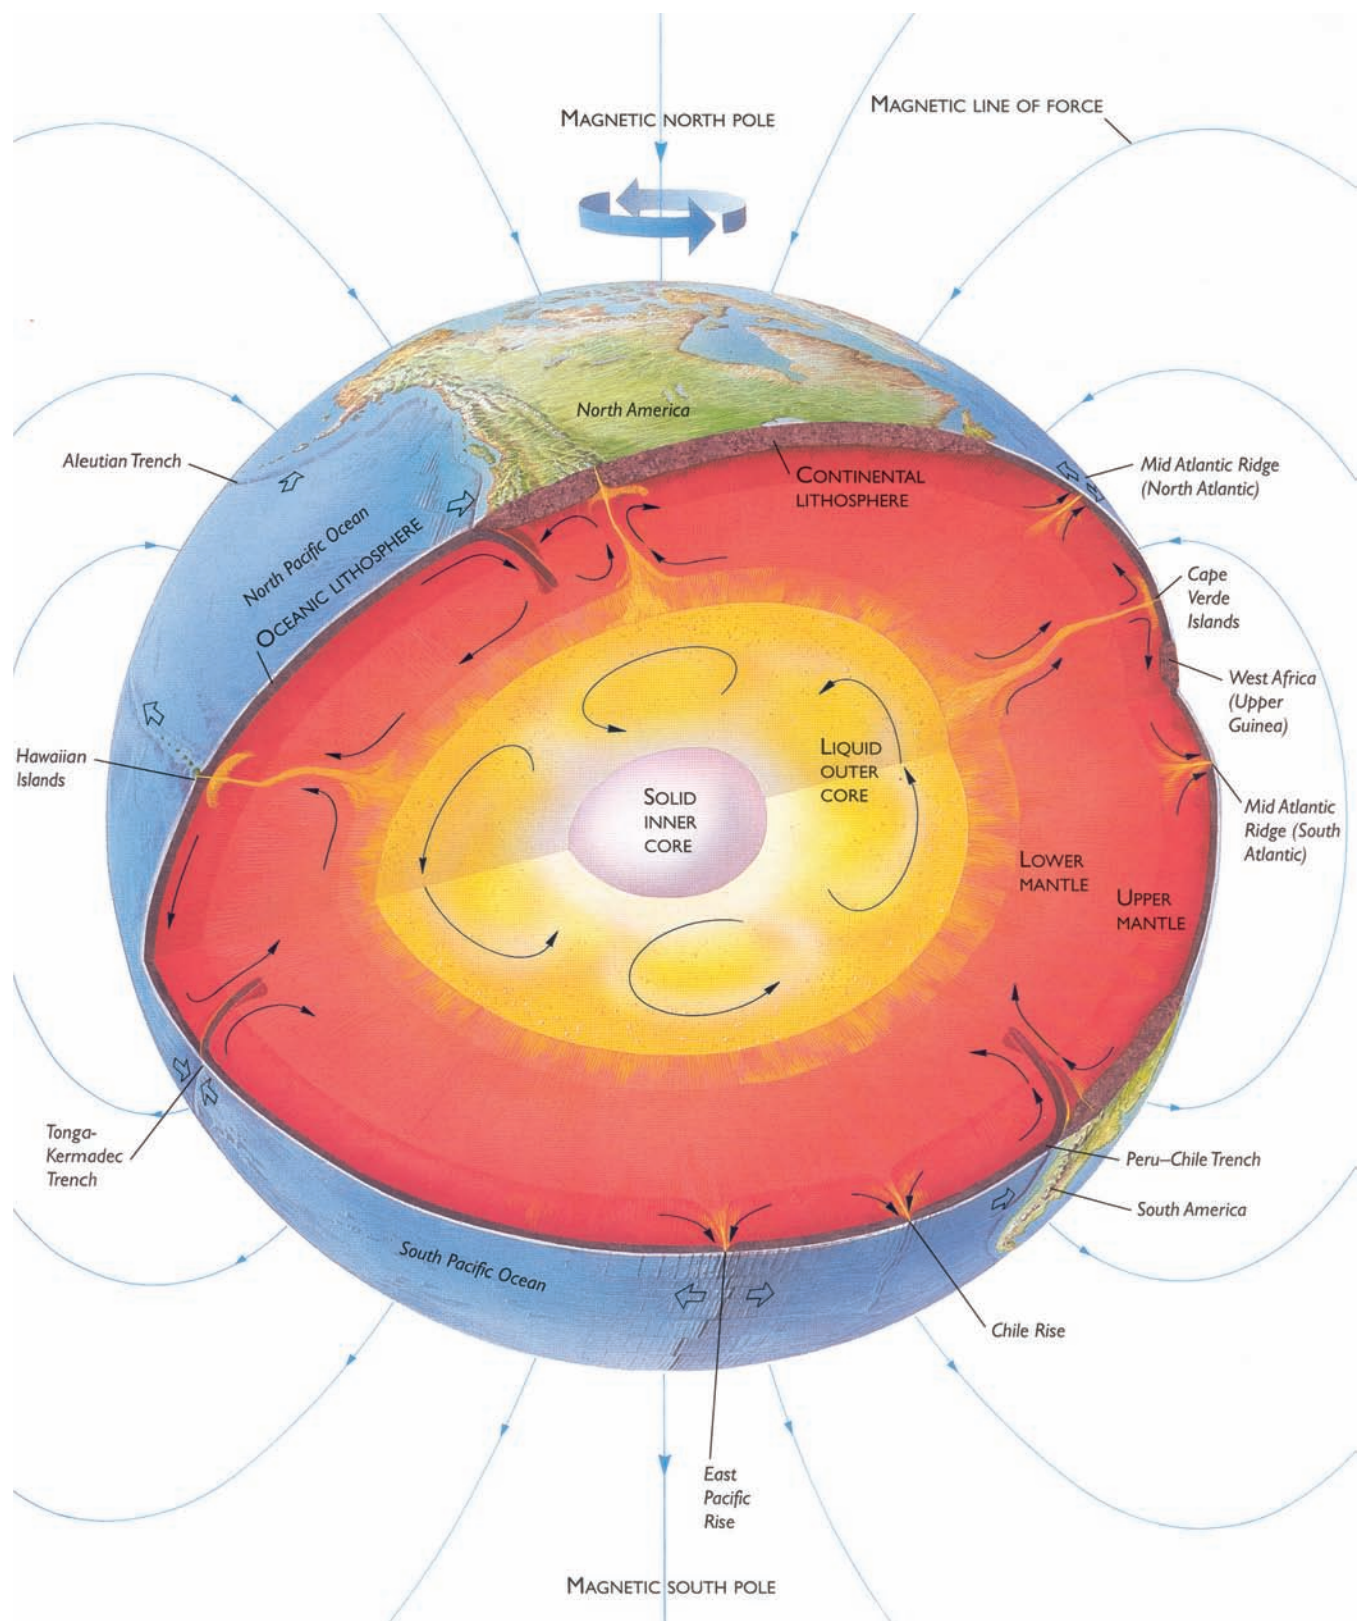 MAGNETIC NORTH POLE
MAGNETIC LINE OF FORCE
North America
Aleutian Trench
CONTINENTAL
LITHOSPHERE
Mid Atlantic Ridge
(North Atlantic)
North Pacific Ocean
OCEANIC LITHOSPHERE
Cape
Verde
Islands
West Africa
(Upper
Guinea)
Hawaiian
Islands
SOLID
INNER
CORE
LIQUID
OUTER
CORE
Mid Atlantic
Ridge (South
Atlantic)
LOWER
MANTLE
UPPER
MANTLE
Tonga-
Kermadec
Trench
Peru–Chile Trench
South America
South Pacific Ocean
Chile Rise
East
Pacific
Rise
MAGNETIC SOUTH POLE